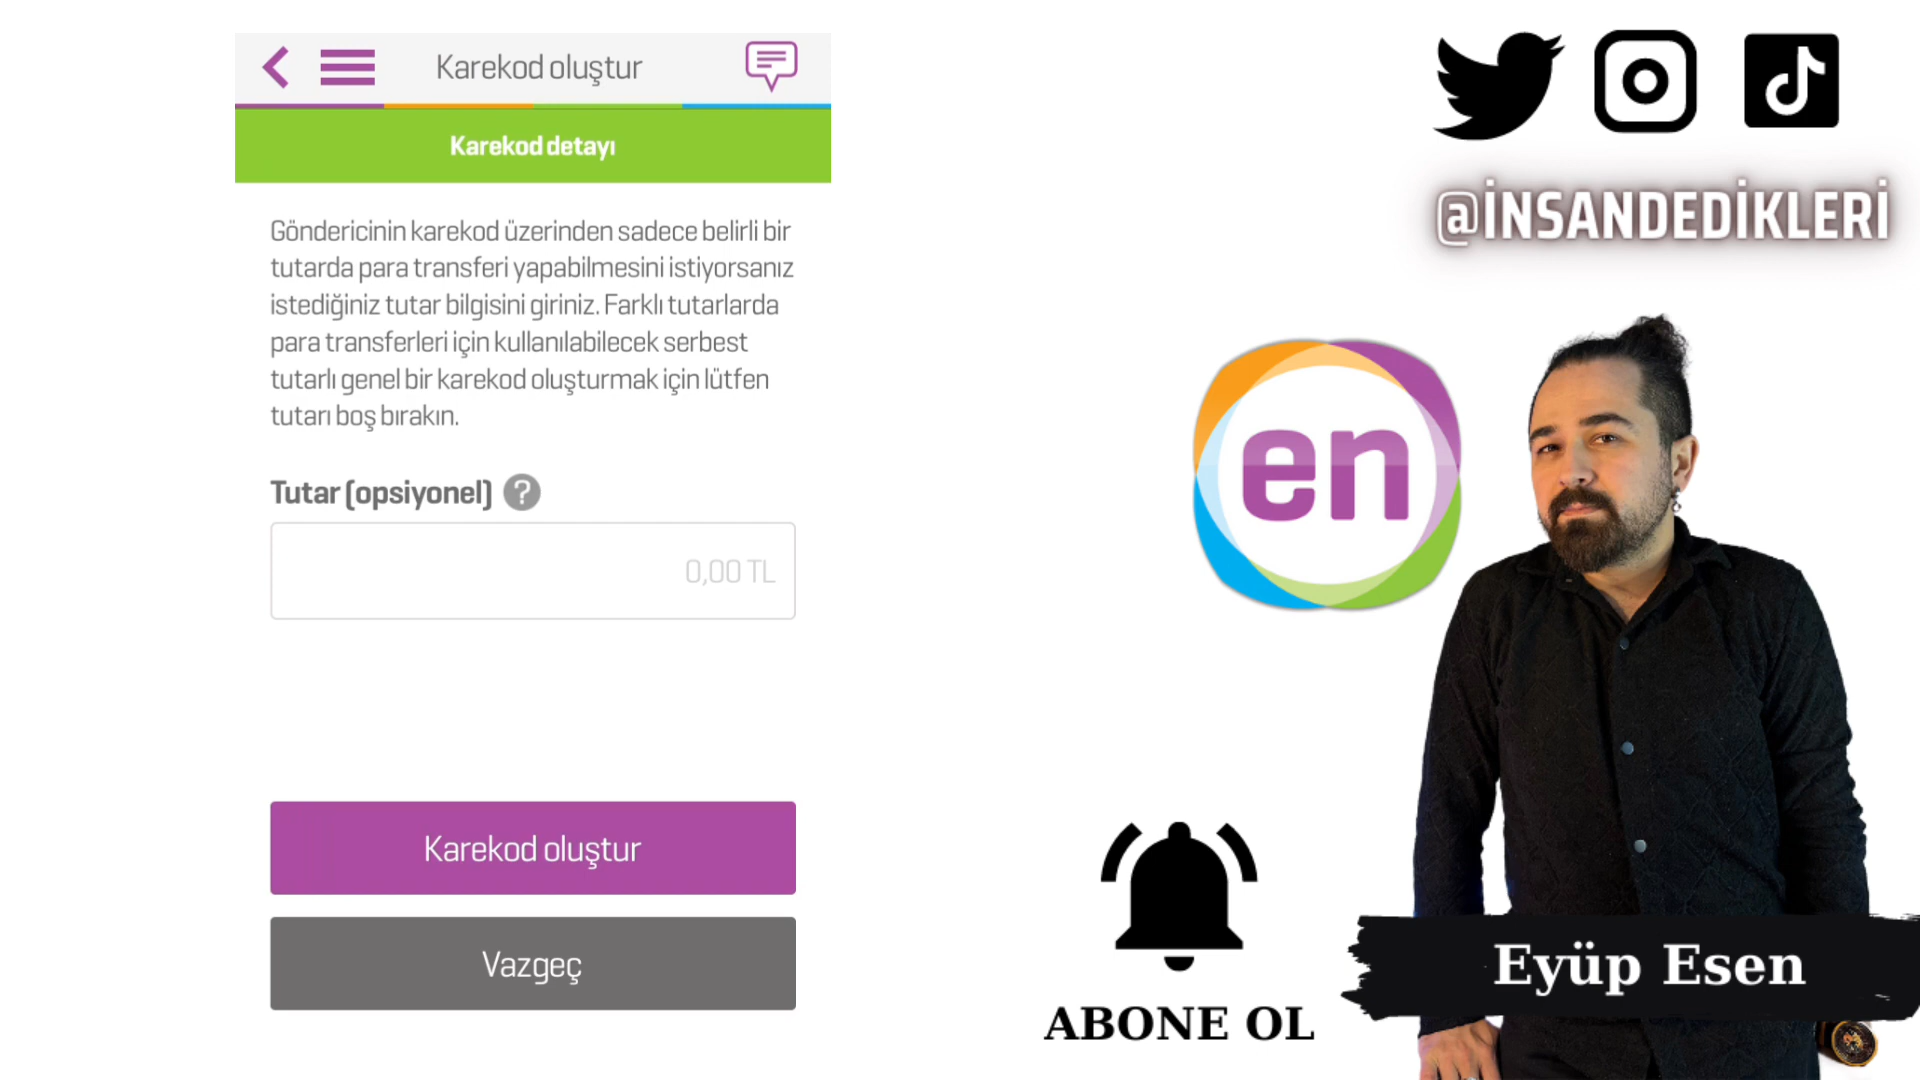 Karekod oluştur
Karekod detayı
Göndericinin karekod üzerinden sadece belirli bir
tutarda para transferi yapabilmesini istiyorsanız
istediğiniz tutar bilgisini giriniz. Farklı tutarlarda
para transferleri için kullanılabilecek serbest
tutarlı genel bir karekod oluşturmak için lütfen
tutarı boş bırakın.
Tutar (opsiyonel) ?
0,00 TL
Karekod oluştur
Vazgeç
@İNSANDEDİKLERİ
en
ABONE OL
Eyüp Esen